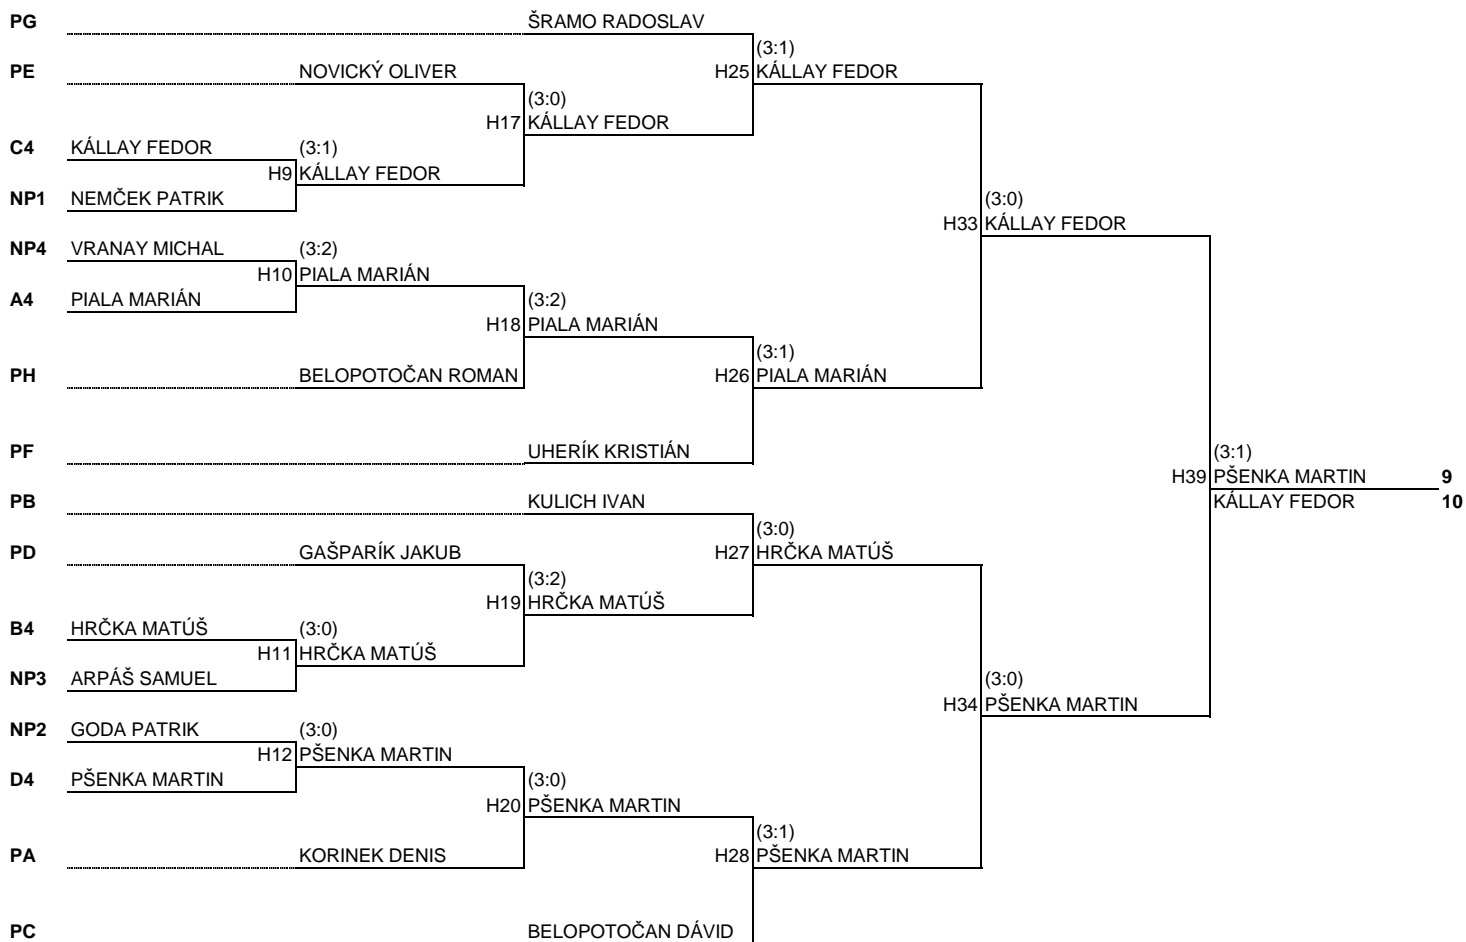 PG ŠRAMO RADOSLAV
(3:1)
PE NOVICKÝ OLIVER H25 KÁLLAY FEDOR
(3:0)
H17 KÁLLAY FEDOR
C4 KÁLLAY FEDOR (3:1)
H9 KÁLLAY FEDOR
NP1 NEMČEK PATRIK (3:0)
H33 KÁLLAY FEDOR
NP4 VRANAY MICHAL (3:2)
H10 PIALA MARIÁN
A4 PIALA MARIÁN (3:2)
H18 PIALA MARIÁN
(3:1)
PH BELOPOTOČAN ROMAN H26 PIALA MARIÁN
PF UHERÍK KRISTIÁN (3:1)
H39 PŠENKA MARTIN 9
PB KULICH IVAN KÁLLAY FEDOR 10
(3:0)
PD GAŠPARÍK JAKUB H27 HRČKA MATÚŠ
(3:2)
H19 HRČKA MATÚŠ
B4 HRČKA MATÚŠ (3:0)
H11 HRČKA MATÚŠ
NP3 ARPÁŠ SAMUEL (3:0)
H34 PŠENKA MARTIN
NP2 GODA PATRIK (3:0)
H12 PŠENKA MARTIN
D4 PŠENKA MARTIN (3:0)
H20 PŠENKA MARTIN
(3:1)
PA KORINEK DENIS H28 PŠENKA MARTIN
PC BELOPOTOČAN DÁVID